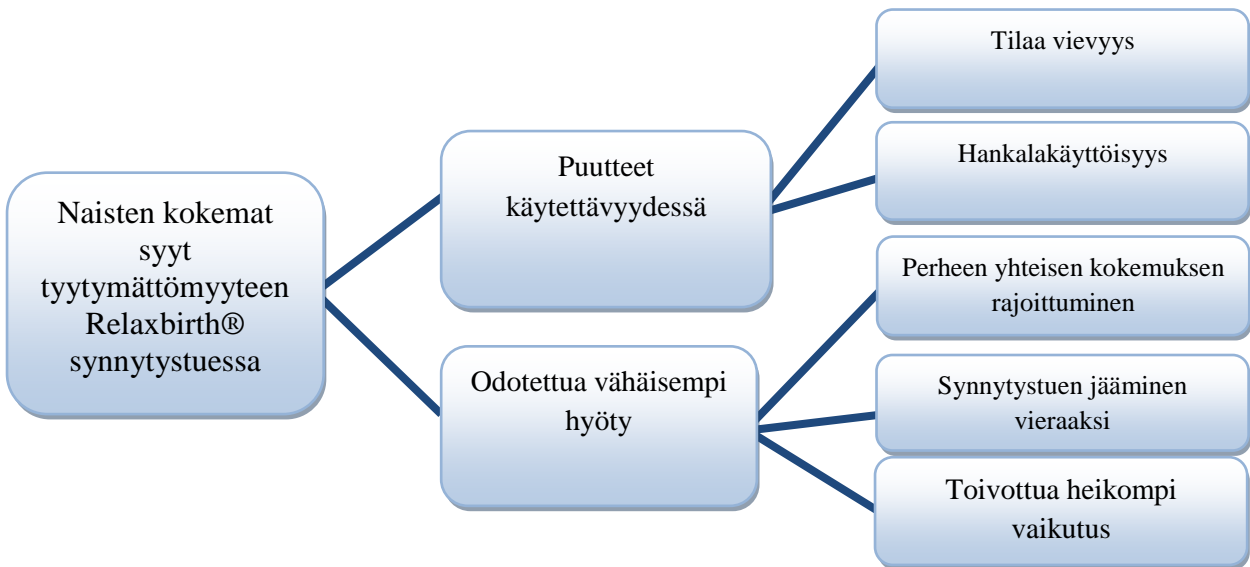 Naisten kokemat
syyt
tyytymättömyyteen
Relaxbirth®
synnytystuessa
Puutteet
käytettävyydessä
Tilaa vievyys
Hankalakäyttöisyys
Odotettua vähäisempi
hyöty
Perheen yhteisen kokemuksen
rajoittuminen
Synnytystuen jääminen
vieraaksi
Toivottua heikompi
vaikutus